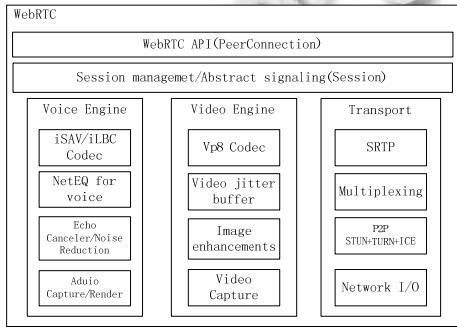 WebRTC
WebRTC API(PeerConnection)
Session managemet/Abstract signaling(Session)
Voice Engine
iSAV/iLBC
Codec
NetEQ for
voice
Echo
Canceler/Noise
Reduction
Aduio
Capture/Render
Video Engine
Vp8 Codec
Video jitter
buffer
Image
enhancements
Video
Capture
Transport
SRTP
Multiplexing
P2P
STUN+TURN+ICE
Network I/O